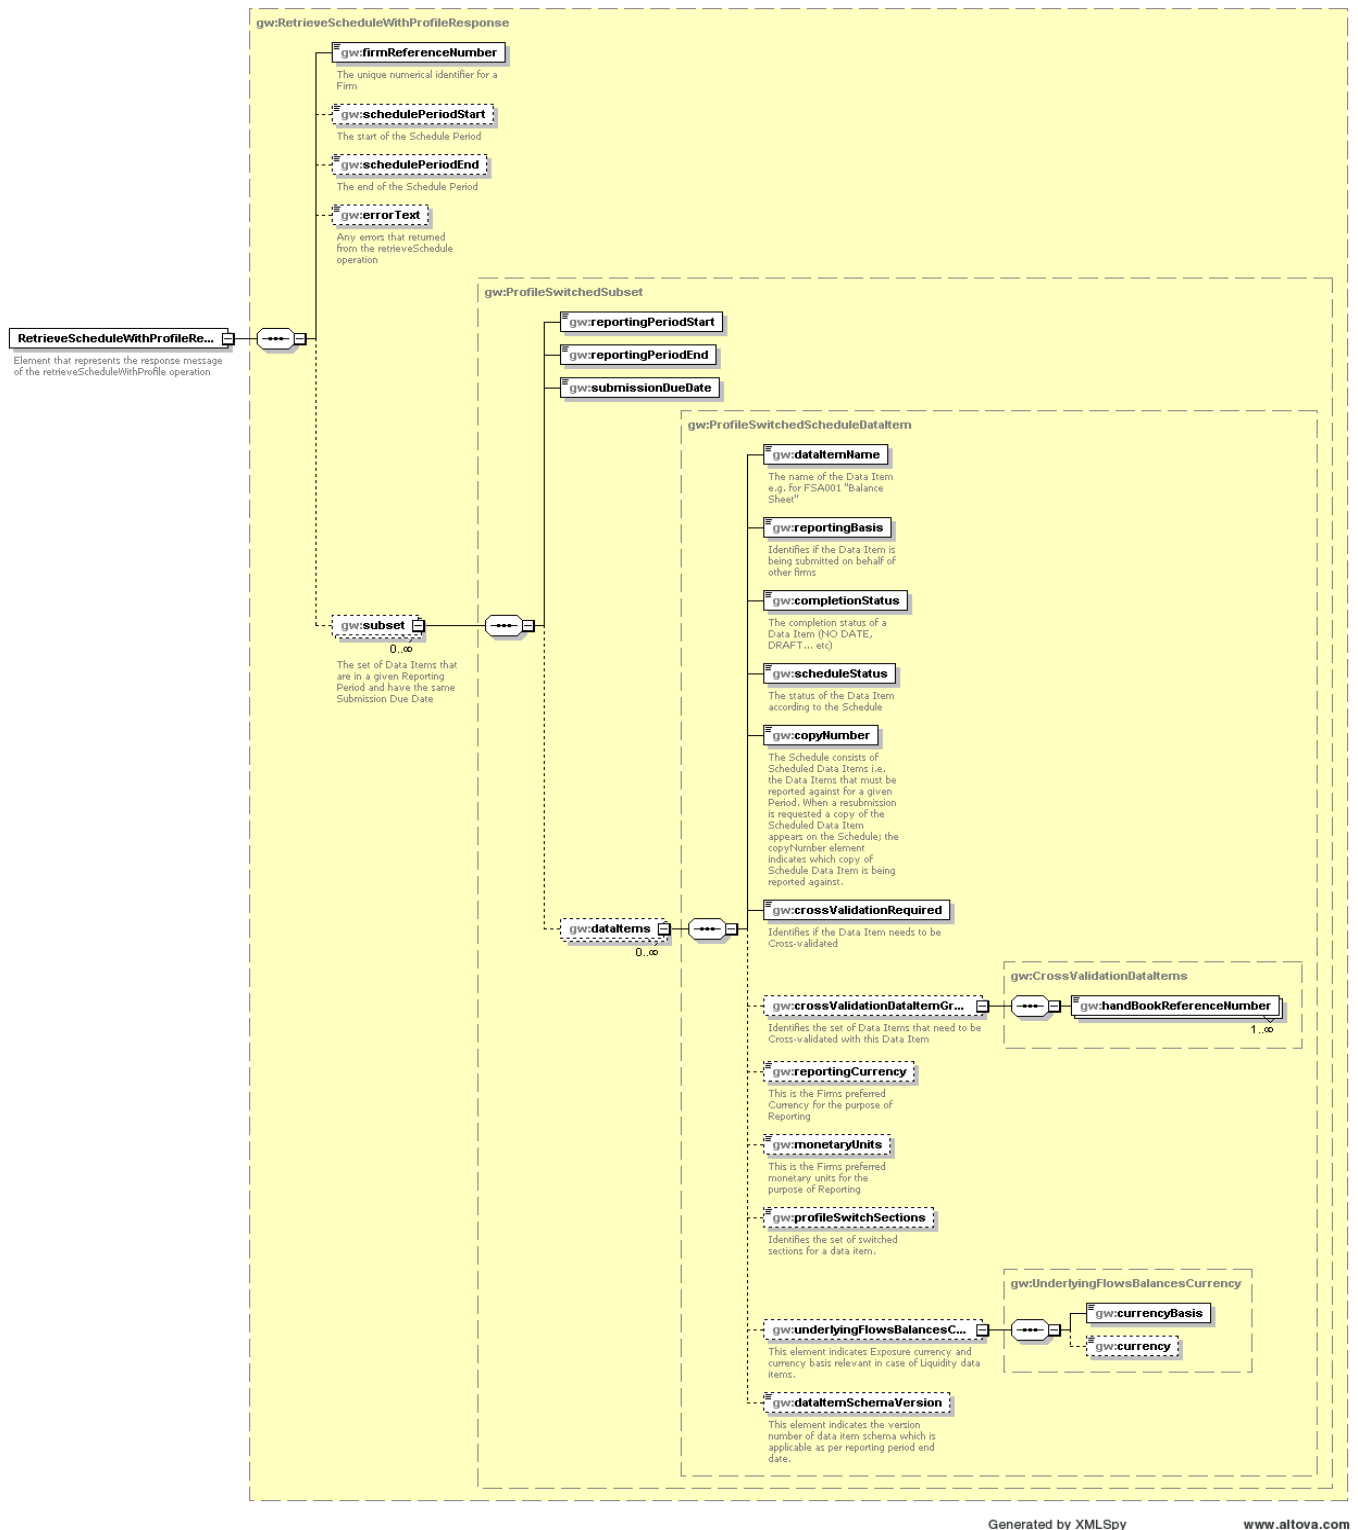 gw:RetrieveScheduleWithProfileResponse
gw:firmReferenceNumber
The unique numerical identifier for a
Firm
gw:schedulePeriodStart
The start of the Schedule Period
gw:schedulePeriodEnd
The end of the Schedule Period
gw:errorText
Any errors that returned
from the retrieveSchedule
operation
gw:ProfileSwitchedSubset
gw:reportingPeriodStart
RetrieveScheduleWithProfileRe...
Element that represents the response message
of the retrieveScheduleWithProfile operation
gw:reportingPeriodEnd
gw:submissionDueDate
gw:ProfileSwitchedScheduleDataItem
gw:dataItemName
The name of the Data Item
e.g. for FSA001 "Balance
Sheet"
gw:reportingBasis
Identifies if the Data Item is
being submitted on behalf of
other firms
gw:completionStatus
The completion status of a
Data Item (NO DATE,
DRAFT... etc)
gw:subset
0..∞
The set of Data Items that
are in a given Reporting
Period and have the same
Submission Due Date
gw:scheduleStatus
The status of the Data Item
according to the Schedule
gw:copyNumber
The Schedule consists of
Scheduled Data Items i.e.
the Data Items that must be
reported against for a given
Period. When a resubmission
is requested a copy of the
Scheduled Data Item
appears on the Schedule; the
copyNumber element
indicates which copy of
Schedule Data Item is being
reported against.
gw:dataItems
0..∞
gw:crossValidationRequired
Identifies if the Data Item needs to be
Cross-validated
gw:CrossValidationDataItems
gw:crossValidationDataItemGr...
gw:handBookReferenceNumber
1..∞
Identifies the set of Data Items that need to be
Cross-validated with this Data Item
gw:reportingCurrency
This is the Firms preferred
Currency for the purpose of
Reporting
gw:monetaryUnits
This is the Firms preferred
monetary units for the
purpose of Reporting
gw:profileSwitchSections
Identifies the set of switched
sections for a data item.
gw:UnderlyingFlowsBalancesCurrency
gw:currencyBasis
gw:underlyingFlowsBalancesC...
gw:currency
This element indicates Exposure currency and
currency basis relevant in case of Liquidity data
items.
gw:dataItemSchemaVersion
This element indicates the version
number of data item schema which is
applicable as per reporting period end
date.
Generated by XMLSpy www.altova.com